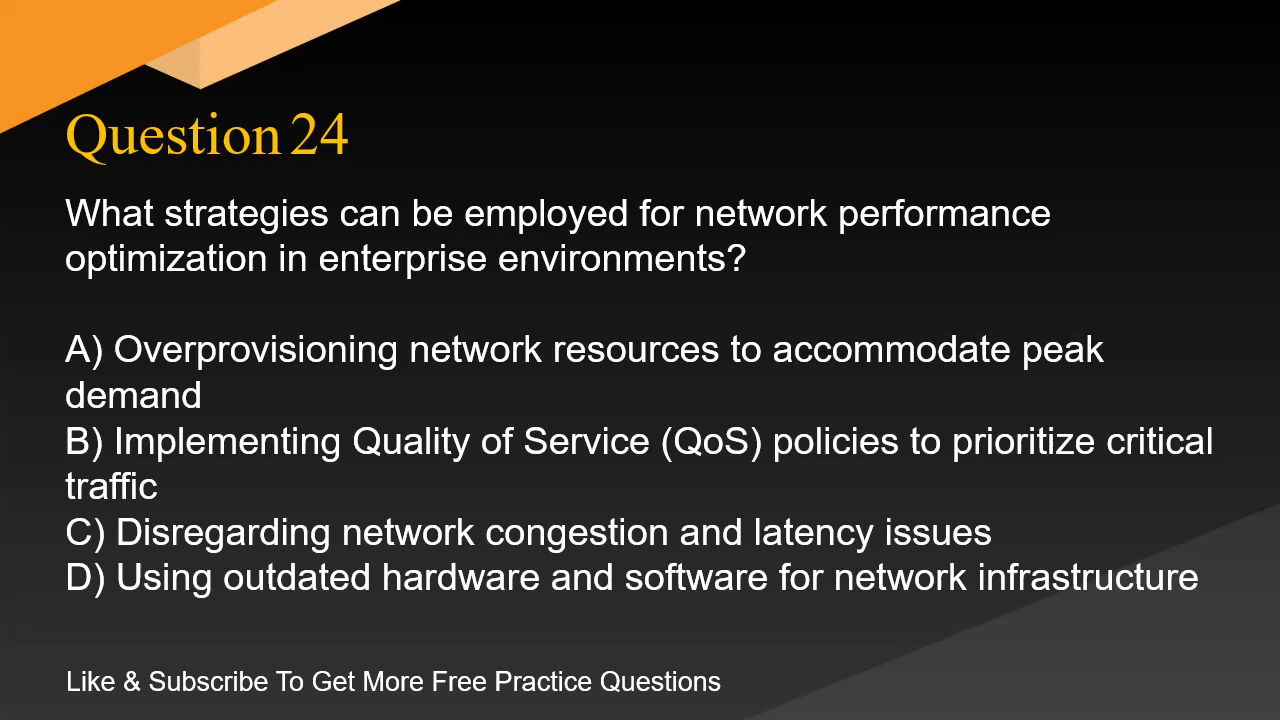 Question 24
What strategies can be employed for network performance
optimization in enterprise environments?
A) Overprovisioning network resources to accommodate peak
demand
B) Implementing Quality of Service (QoS) policies to prioritize critical
traffic
C) Disregarding network congestion and latency issues
D) Using outdated hardware and software for network infrastructure
Like & Subscribe To Get More Free Practice Questions